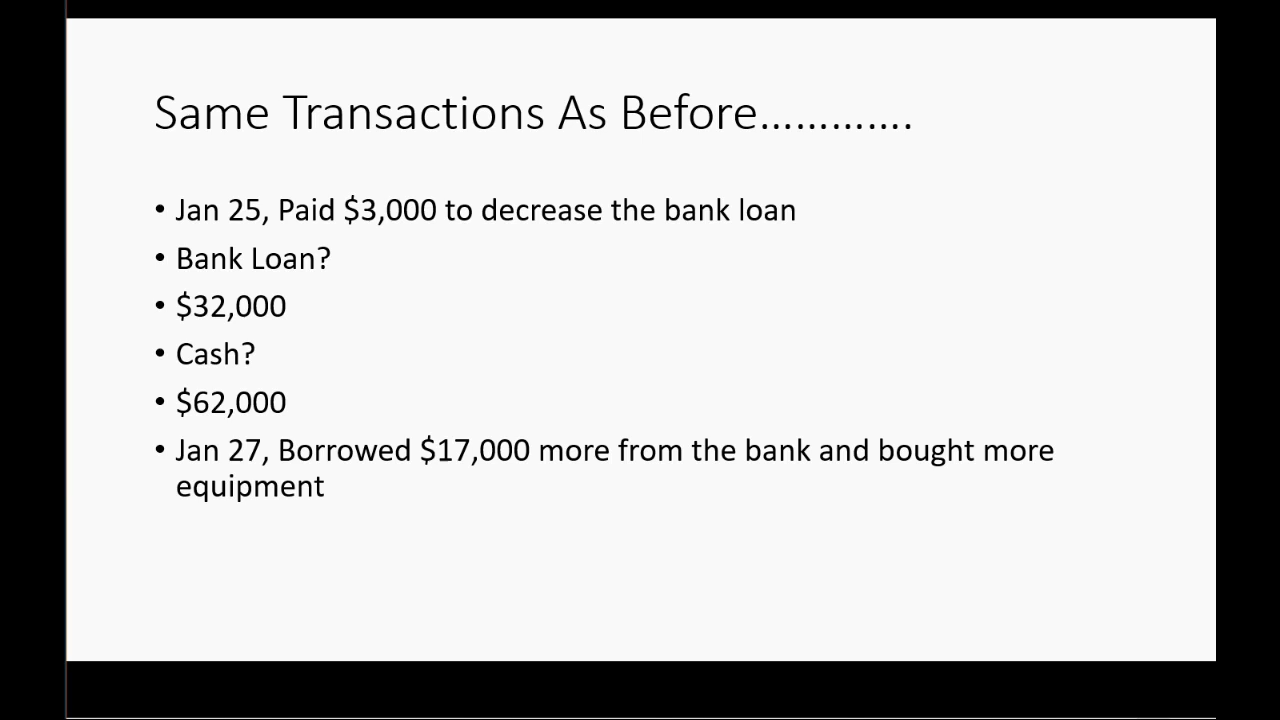 Same Transactions As Before………….
• Jan 25, Paid $3,000 to decrease the bank loan
• Bank Loan?
• $32,000
• Cash?
• $62,000
• Jan 27, Borrowed $17,000 more from the bank and bought more
equipment